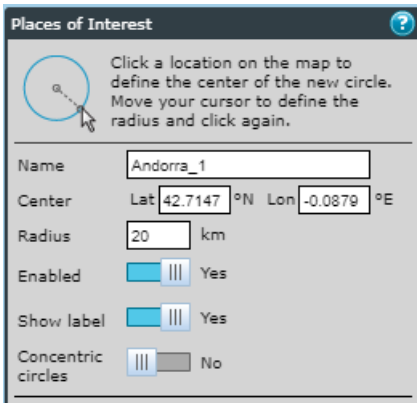 Places of Interest ?
Click a location on the map to
define the center of the new circle.
Move your cursor to define the
radius and click again.
Name Andorra_1
Center Lat 42.7147 °N Lon -0.0879 °E
Radius 20 km
Enabled Yes
Show label Yes
Concentric
circles No